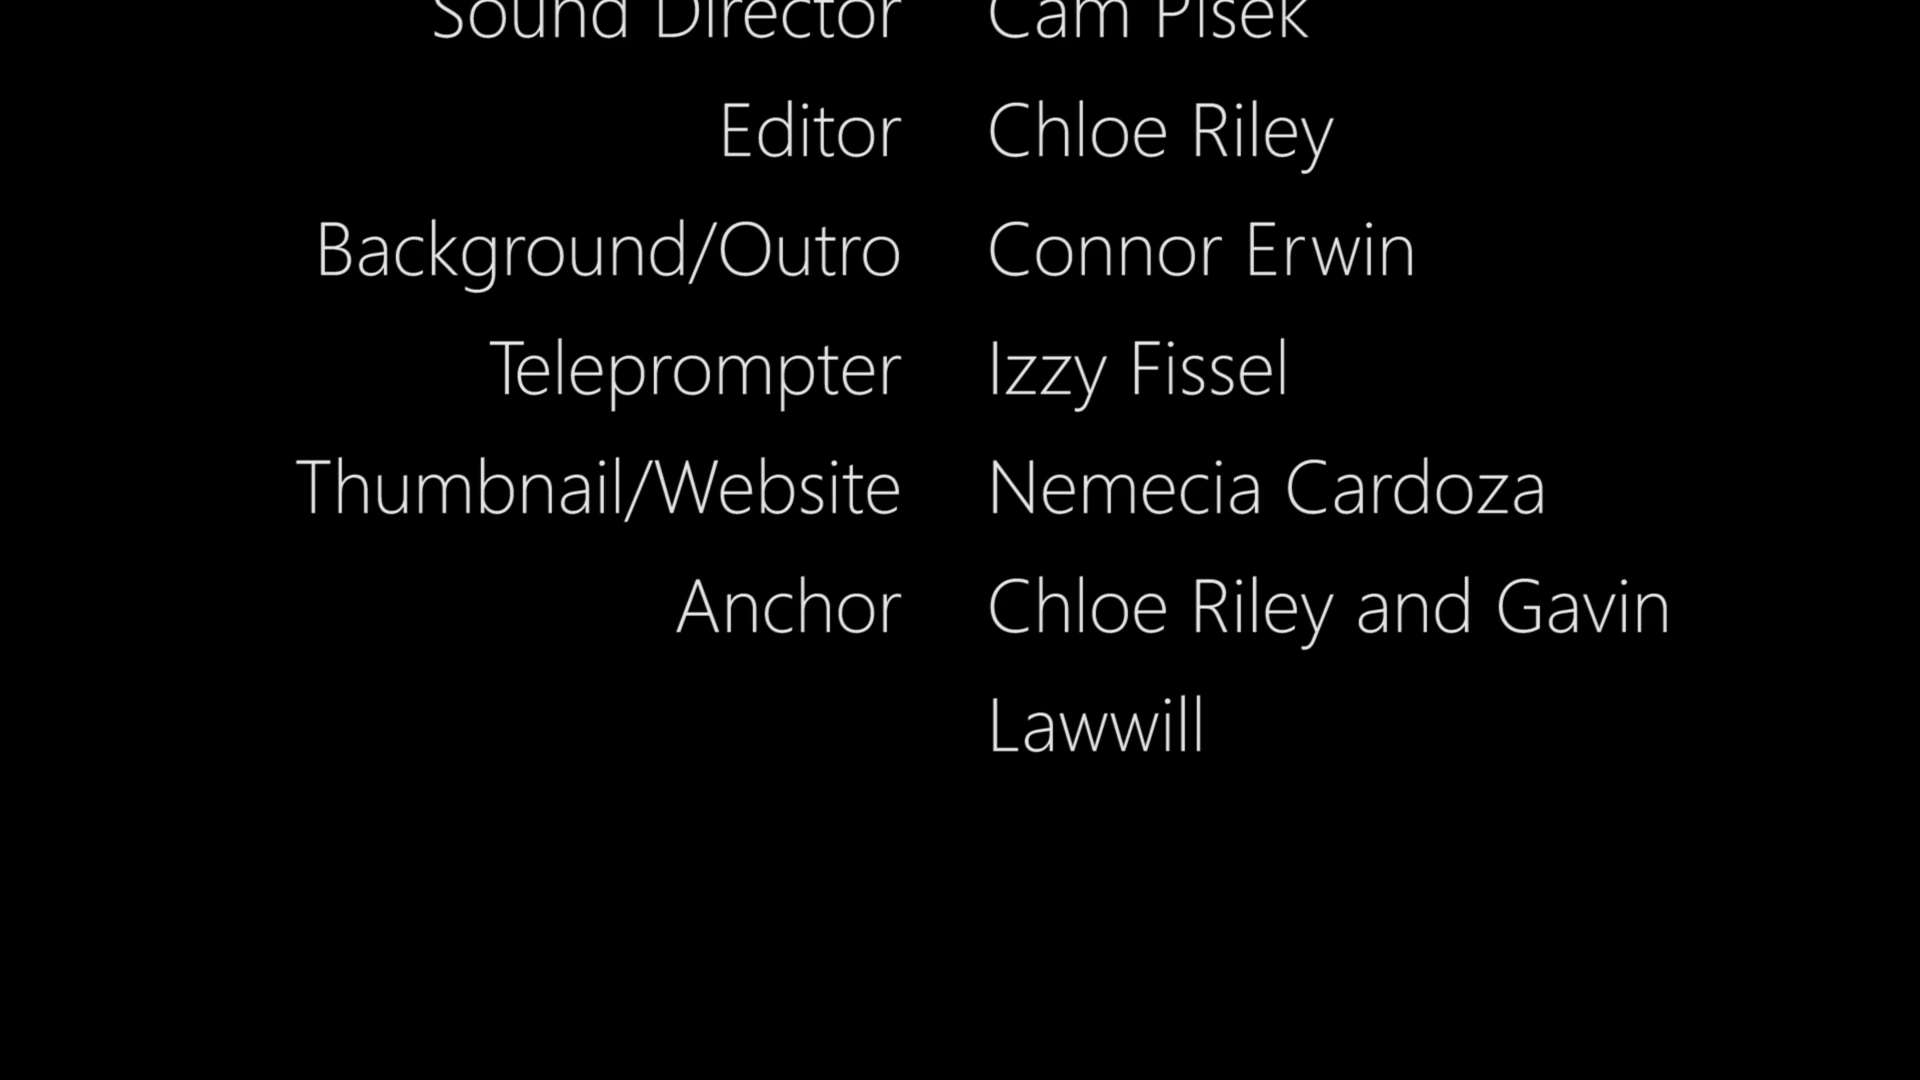 Sound Director Cam Pisek
Editor Chloe Riley
Background/Outro Connor Erwin
Teleprompter Izzy Fissel
Thumbnail/Website Nemecia Cardoza
Anchor Chloe Riley and Gavin
Lawwill